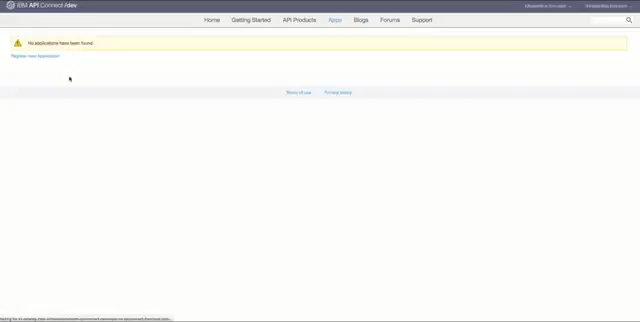 IBM API Connect /dev
Home Getting Started API Products Apps Blogs Forums Support
No applications have been found.
Register new Application
Terms of use Privacy policy